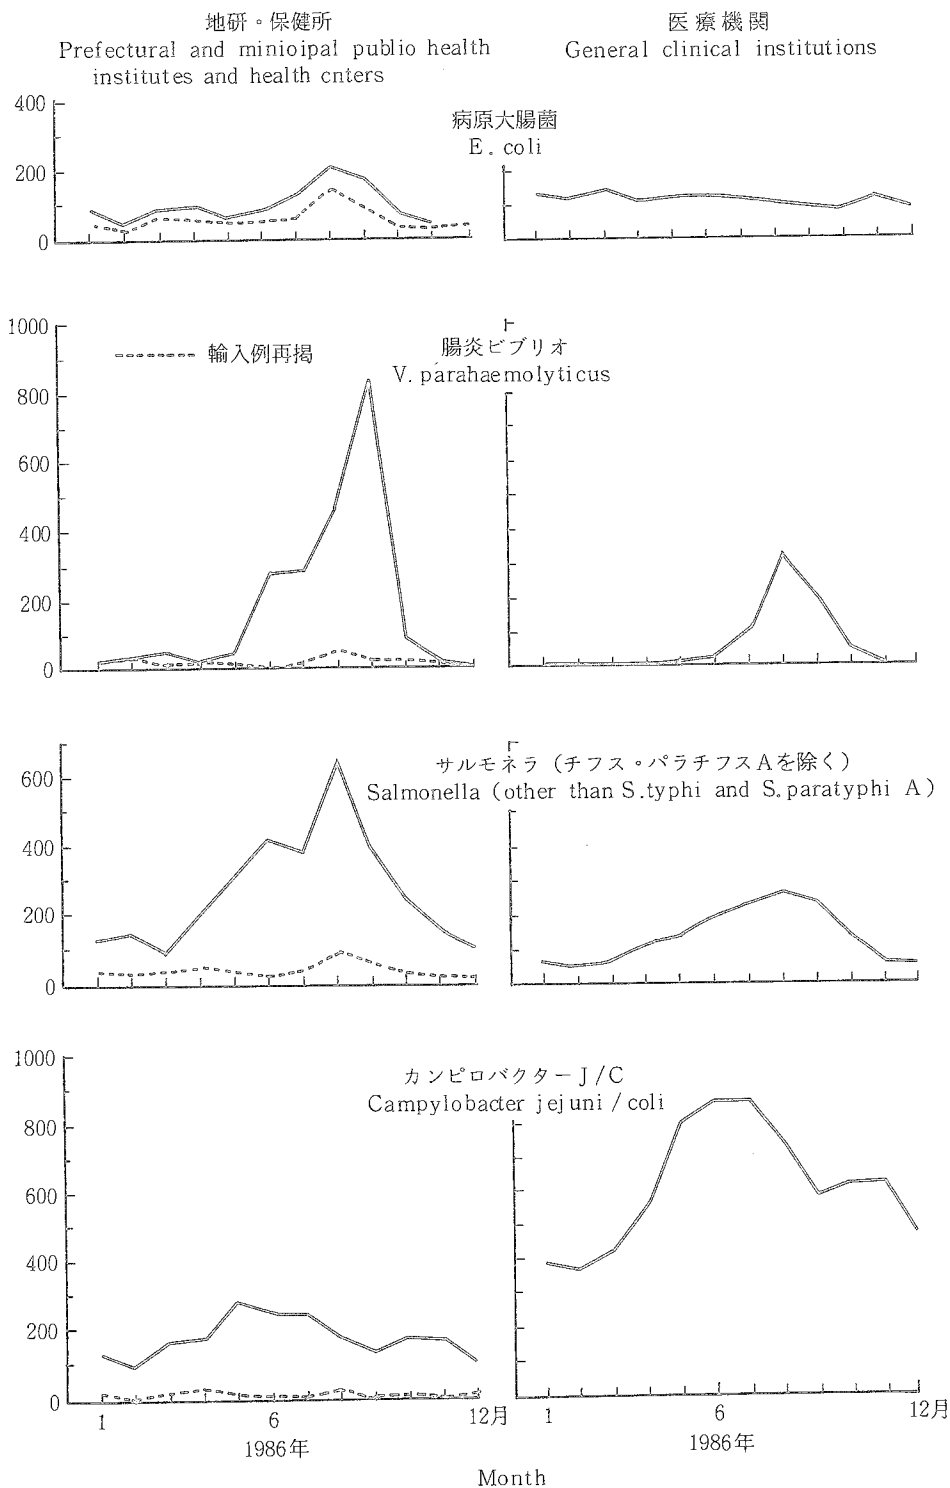 地研・保健所
Prefectural and minioipal publio health
institutes and health cnters
医療機関
General clinical institutions
400
200
0
病原大腸菌
E. coli
1000
800
600
400
200
0
輸入例再掲
腸炎ビブリオ
V. parahaemolyticus
600
400
200
0
サルモネラ（チフス・パラチフスAを除く）
Salmonella (other than S.typhi and S.paratyphi A)
1000
800
600
400
200
0
カンピロバクターJ/C
Campylobacter jejuni/coli
1 6 12月
1986年
1 6 12月
1986年
Month